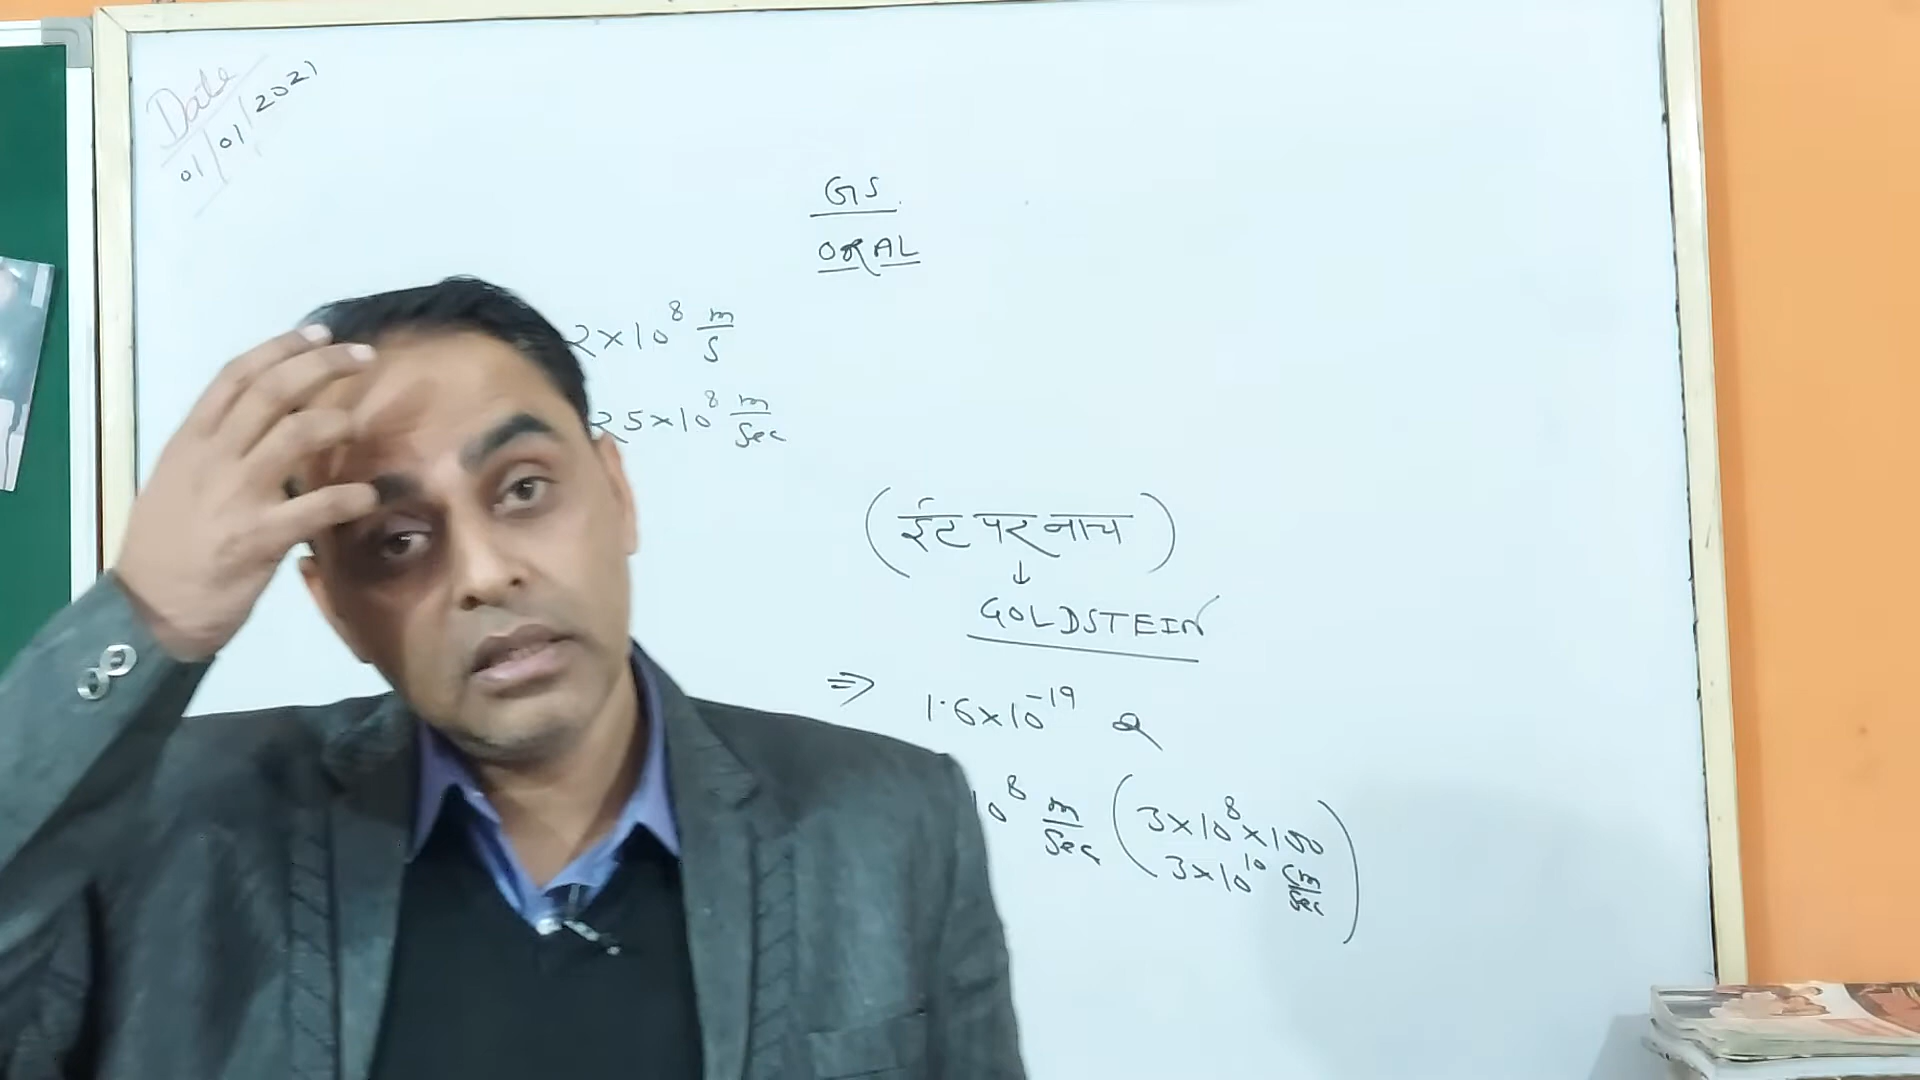 Date
01/01/2021
GS
ORAL
2×10⁸ m/s
25×10⁸ m/sec
(ईंट पर नाच)
↓
GOLDSTEIN
⇒ 1.6×10⁻¹⁹
10⁸ m/sec (3×10⁸×100
3×10¹⁰ cm/sec)